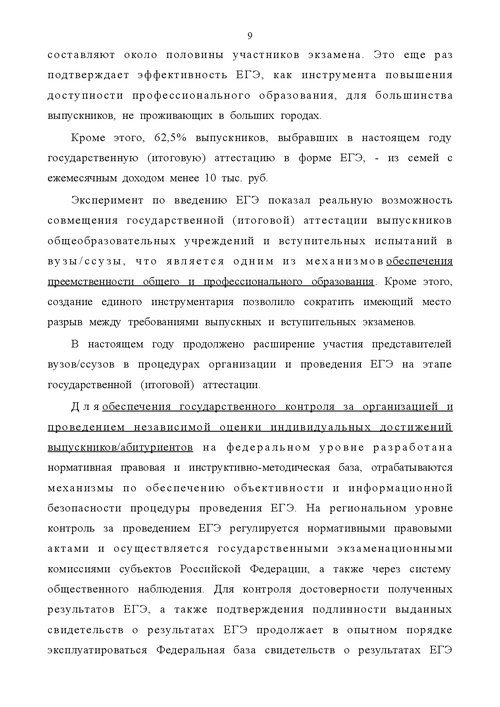 9
составляют около половины участников экзамена. Это еще раз
подтверждает эффективность ЕГЭ, как инструмента повышения
доступности профессионального образования, для большинства
выпускников, не проживающих в больших городах.
Кроме этого, 62,5% выпускников, выбравших в настоящем году
государственную (итоговую) аттестацию в форме ЕГЭ, - из семей с
ежемесячным доходом менее 10 тыс. руб.
Эксперимент по введению ЕГЭ показал реальную возможность
совмещения государственной (итоговой) аттестации выпускников
общеобразовательных учреждений и вступительных испытаний в
вузы/ссузы, что является одним из механизмов обеспечения
преемственности общего и профессионального образования. Кроме этого,
создание единого инструментария позволило сократить имеющий место
разрыв между требованиями выпускных и вступительных экзаменов.
В настоящем году продолжено расширение участия представителей
вузов/ссузов в процедурах организации и проведения ЕГЭ на этапе
государственной (итоговой) аттестации.
Для обеспечения государственного контроля за организацией и
проведением независимой оценки индивидуальных достижений
выпускников/абитуриентов на федеральном уровне разработана
нормативная правовая и инструктивно-методическая база, отрабатываются
механизмы по обеспечению объективности и информационной
безопасности процедуры проведения ЕГЭ. На региональном уровне
контроль за проведением ЕГЭ регулируется нормативными правовыми
актами и осуществляется государственными экзаменационными
комиссиями субъектов Российской Федерации, а также через систему
общественного наблюдения. Для контроля достоверности полученных
результатов ЕГЭ, а также подтверждения подлинности выданных
свидетельств о результатах ЕГЭ продолжает в опытном порядке
эксплуатироваться Федеральная база свидетельств о результатах ЕГЭ